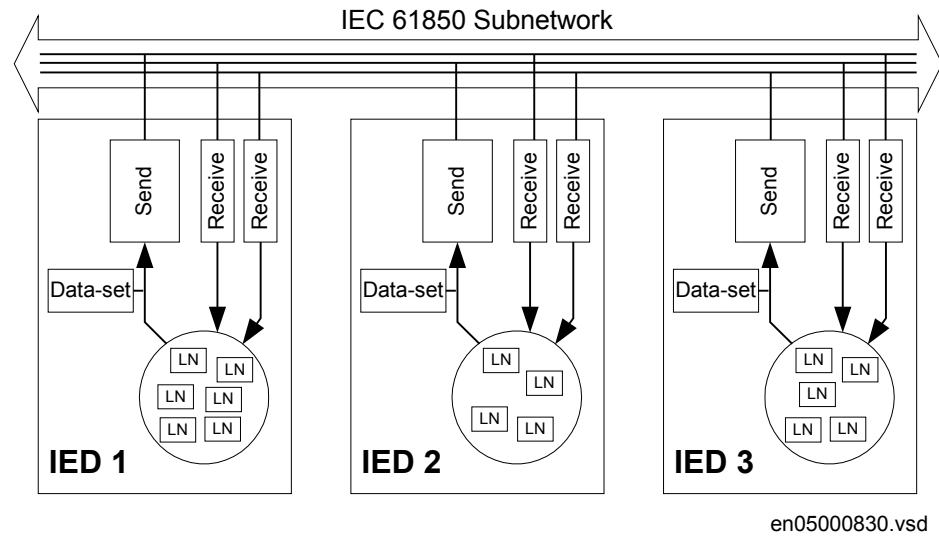 IEC 61850 Subnetwork
Send
Receive
Receive
Data-set
LN
LN
LN
LN
LN
LN
IED 1
Send
Receive
Receive
Data-set
LN
LN
LN
LN
IED 2
Send
Receive
Receive
Data-set
LN
LN
LN
LN
LN
IED 3
en05000830.vsd